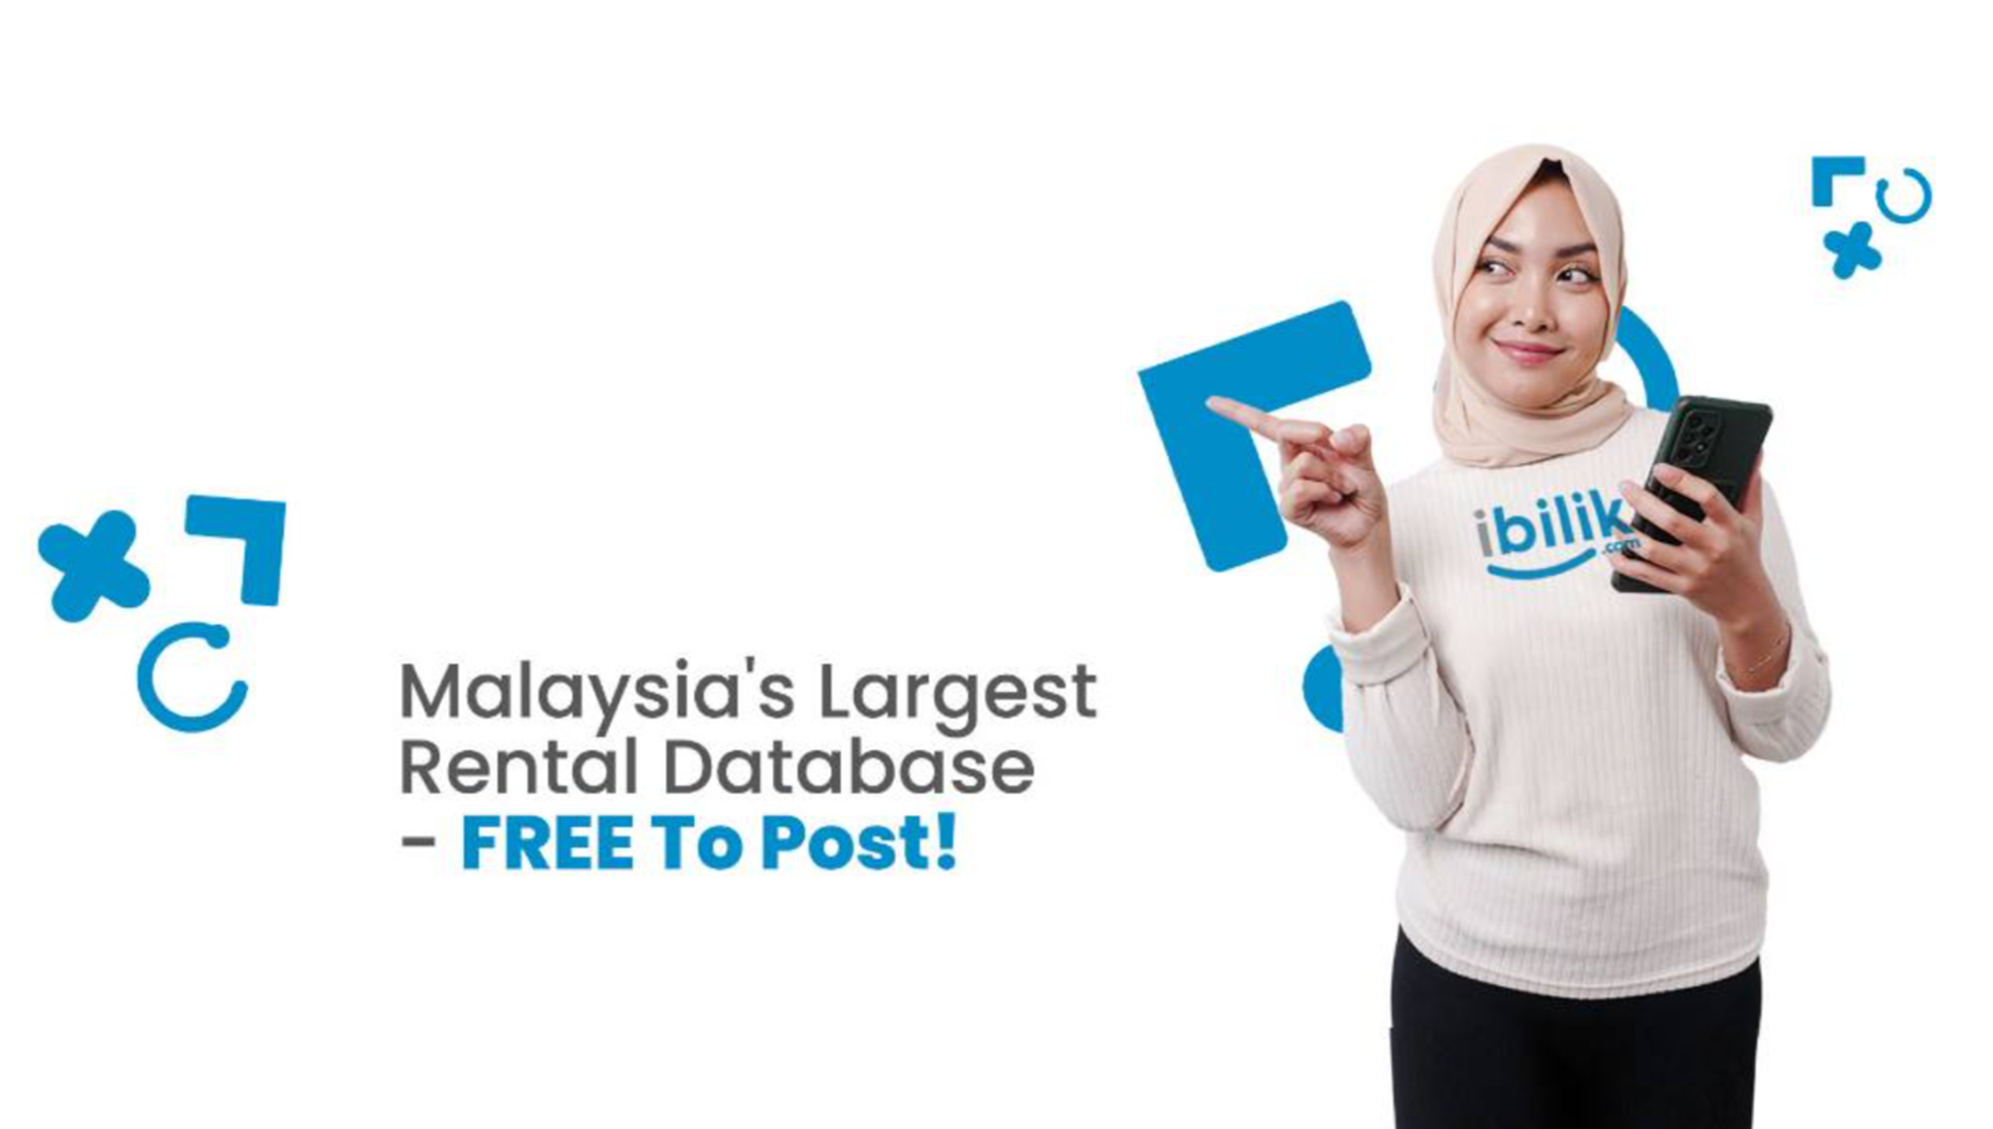 ibilik
.com
Malaysia's Largest
Rental Database
- FREE To Post!